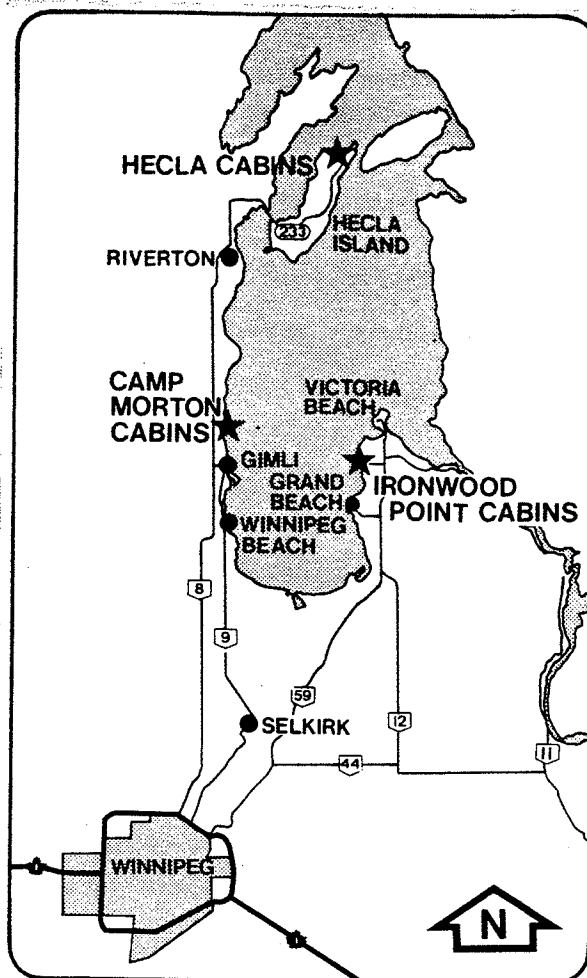 HECLA CABINS
233
HECLA
ISLAND
RIVERTON
CAMP
MORTON
CABINS
VICTORIA
BEACH
GIMLI
GRAND
BEACH
IRONWOOD
POINT CABINS
WINNIPEG
BEACH
8
9
59
12
SELKIRK
44
11
WINNIPEG
N